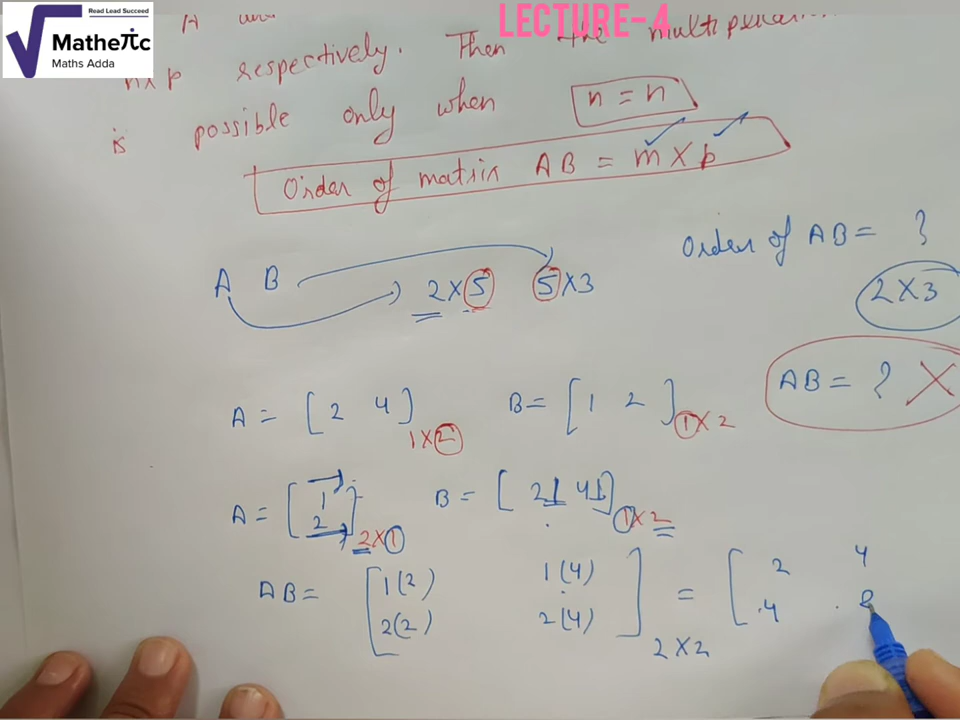 Read Lead Succeed
Matheπc
Maths Adda
LECTURE-4
A
n×p respectively. Then the
is possible only when n = n
Order of matrix AB = m × p
A B 2×5 5×3 Order of AB = ?
2×3
A = [ 2 4 ] 1×2 B = [ 1 2 ] 1×2 AB = ? ×
A = [ 1 2 ] 2×1 B = [ 2 4 ] 1×2
AB = [ 1(2) 1(4) ] = [ 2 4
2(2) 2(4) 2×2 4 8